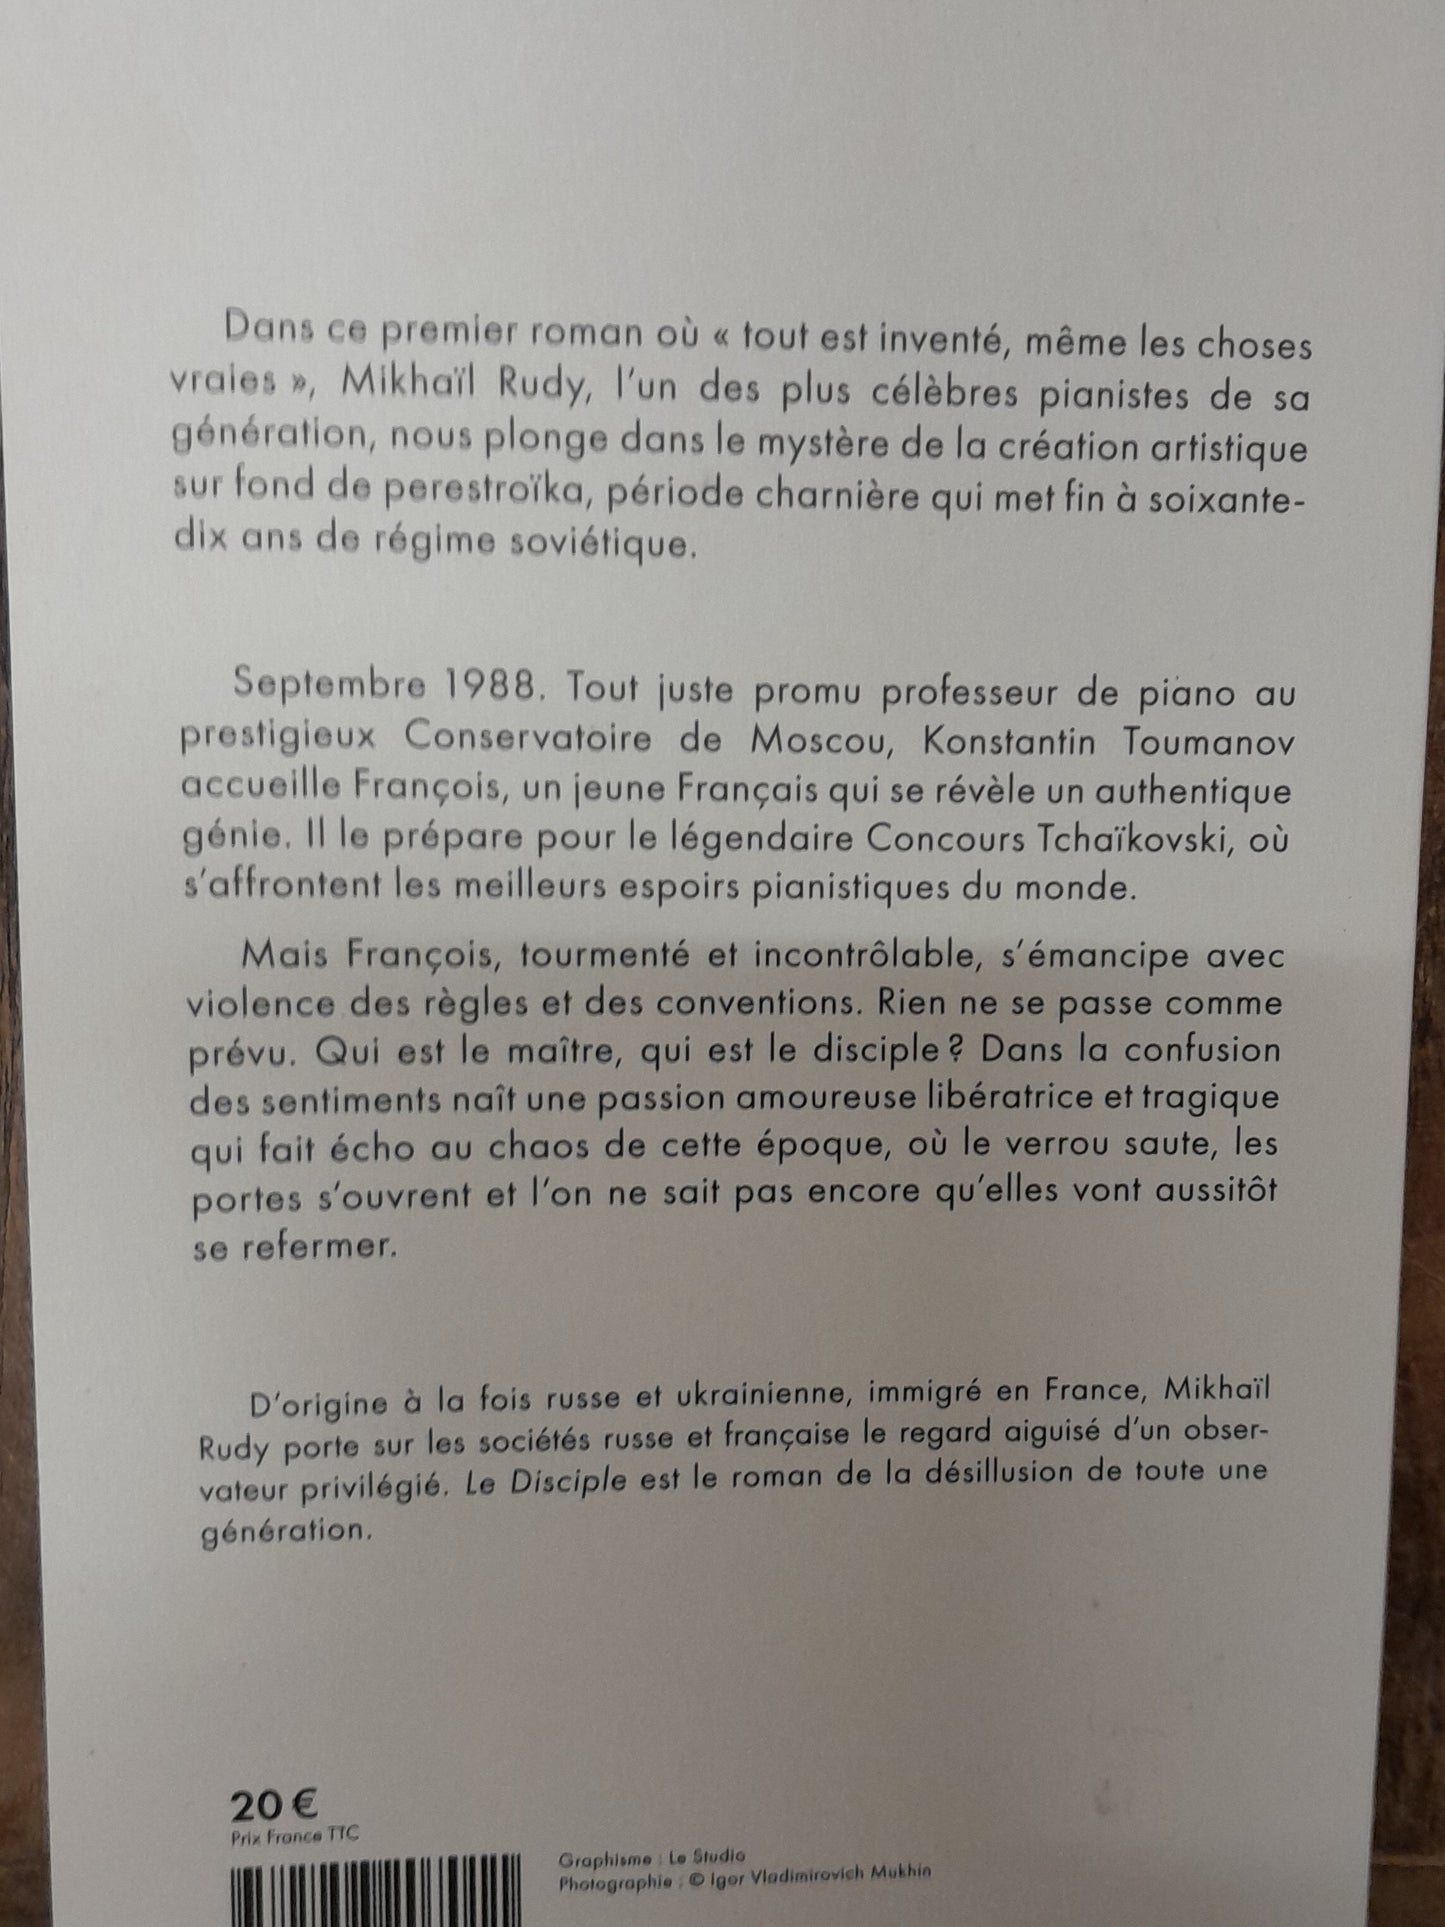 Dans ce premier roman où « tout est inventé, même les choses
vraies », Mikhaïl Rudy, l'un des plus célèbres pianistes de sa
génération, nous plonge dans le mystère de la création artistique
sur fond de perestroïka, période charnière qui met fin à soixante-
dix ans de régime soviétique.
Septembre 1988. Tout juste promu professeur de piano au
prestigieux Conservatoire de Moscou, Konstantin Toumanov
accueille François, un jeune Français qui se révèle un authentique
génie. Il le prépare pour le légendaire Concours Tchaïkovski, où
s'affrontent les meilleurs espoirs pianistiques du monde.
Mais François, tourmenté et incontrôlable, s'émancipe avec
violence des règles et des conventions. Rien ne se passe comme
prévu. Qui est le maître, qui est le disciple ? Dans la confusion
des sentiments naît une passion amoureuse libératrice et tragique
qui fait écho au chaos de cette époque, où le verrou saute, les
portes s'ouvrent et l'on ne sait pas encore qu'elles vont aussitôt
se refermer.
D'origine à la fois russe et ukrainienne, immigré en France, Mikhaïl
Rudy porte sur les sociétés russe et française le regard aiguisé d'un obser-
vateur privilégié. Le Disciple est le roman de la désillusion de toute une
génération.
20 €
Prix France TTC
Graphisme : Le Studio
Photographie : © Igor Vladimirovich Mukhin